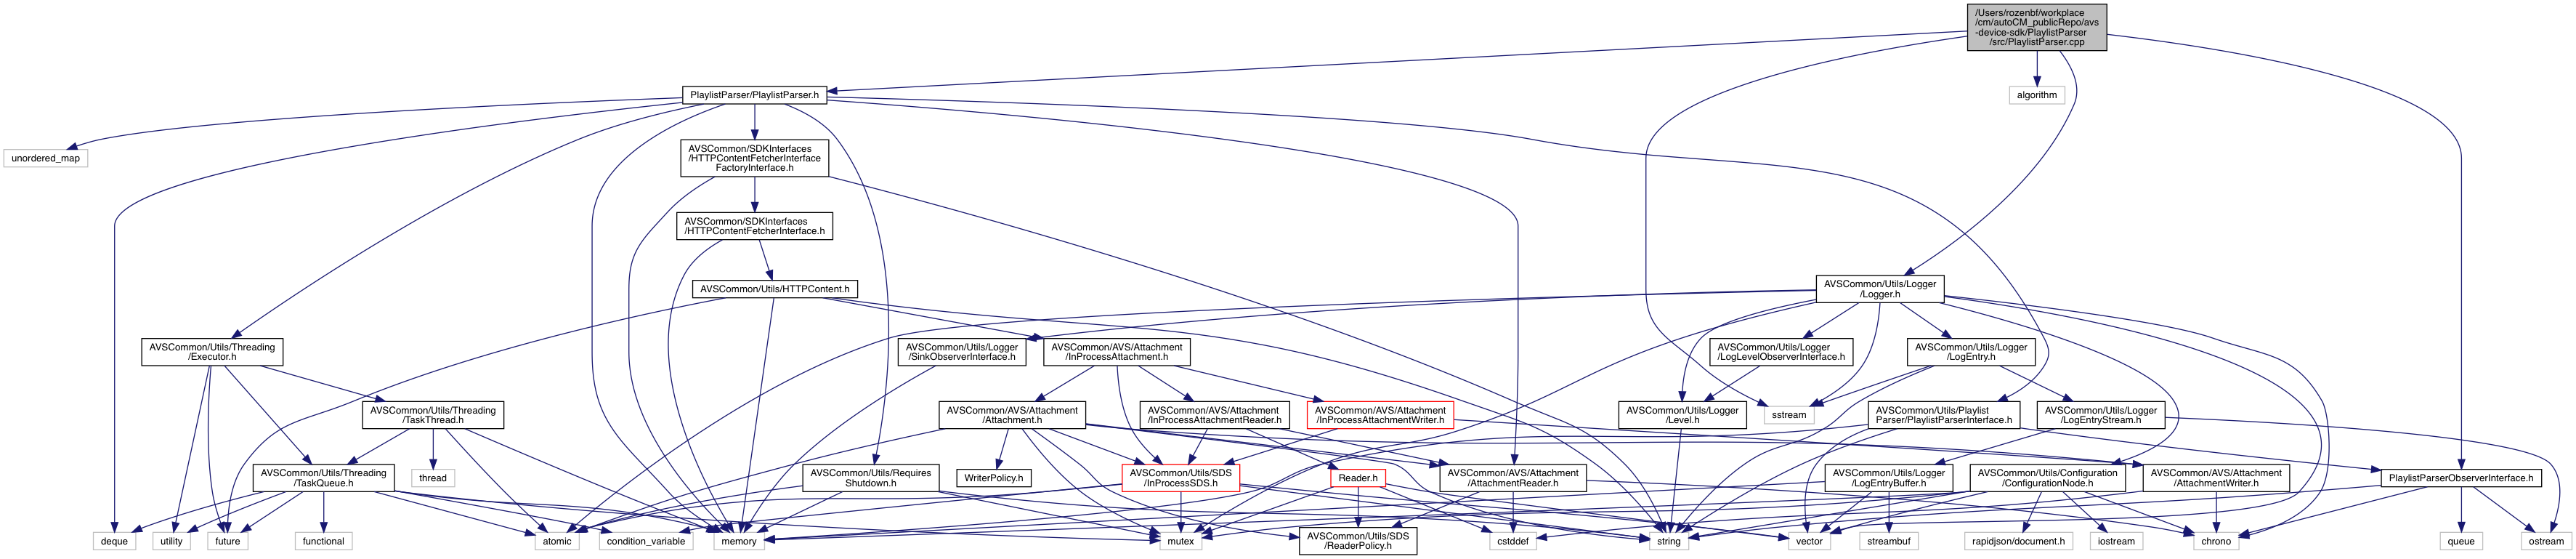 /Users/rozenbf/workplace
/cm/autoCM_publicRepo/avs
-device-sdk/PlaylistParser
/src/PlaylistParser.cpp
PlaylistParser/PlaylistParser.h
algorithm
unordered_map
AVSCommon/SDKInterfaces
/HTTPContentFetcherInterface
FactoryInterface.h
AVSCommon/SDKInterfaces
/HTTPContentFetcherInterface.h
AVSCommon/Utils/HTTPContent.h
AVSCommon/Utils/Logger
/Logger.h
AVSCommon/Utils/Threading
/Executor.h
AVSCommon/Utils/Logger
/SinkObserverInterface.h
AVSCommon/AVS/Attachment
/InProcessAttachment.h
AVSCommon/Utils/Logger
/LogLevelObserverInterface.h
AVSCommon/Utils/Logger
/LogEntry.h
AVSCommon/Utils/Threading
/TaskThread.h
AVSCommon/AVS/Attachment
/Attachment.h
AVSCommon/AVS/Attachment
/InProcessAttachmentReader.h
AVSCommon/AVS/Attachment
/InProcessAttachmentWriter.h
AVSCommon/Utils/Logger
/Level.h
sstream
AVSCommon/Utils/Playlist
Parser/PlaylistParserInterface.h
AVSCommon/Utils/Logger
/LogEntryStream.h
AVSCommon/Utils/Threading
/TaskQueue.h
thread
AVSCommon/Utils/Requires
Shutdown.h
WriterPolicy.h
AVSCommon/Utils/SDS
/InProcessSDS.h
Reader.h
AVSCommon/AVS/Attachment
/AttachmentReader.h
AVSCommon/Utils/Logger
/LogEntryBuffer.h
AVSCommon/Utils/Configuration
/ConfigurationNode.h
AVSCommon/AVS/Attachment
/AttachmentWriter.h
PlaylistParserObserverInterface.h
deque
utility
future
functional
atomic
condition_variable
memory
mutex
AVSCommon/Utils/SDS
/ReaderPolicy.h
cstddef
string
vector
streambuf
rapidjson/document.h
iostream
chrono
queue
ostream